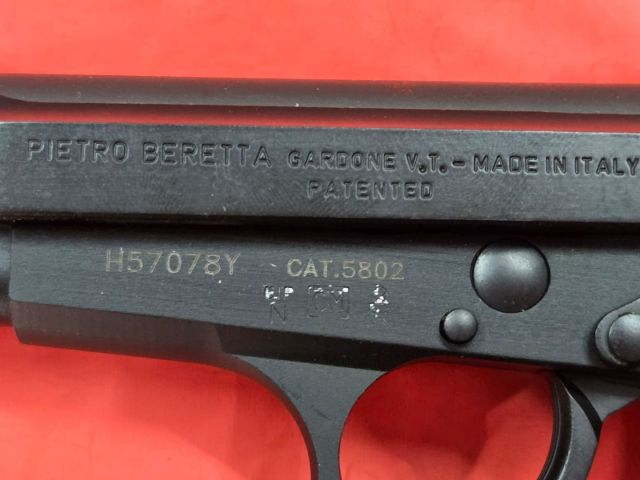 PIETRO BERETTA GARDONE V.T. - MADE IN ITALY
PATENTED
H57078Y CAT.5802